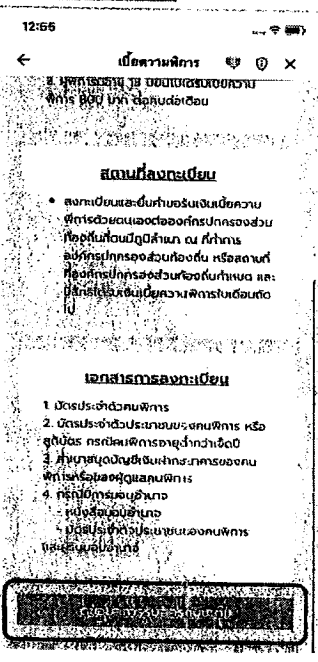 12:55
เบี้ยความพิการ
พิการ 800 บาท ต่อคนต่อเดือน
สถานที่ลงทะเบียน
• ลงทะเบียนและยื่นคำขอรับเงินเบี้ยความ
พิการด้วยตนเองต่อองค์กรปกครองส่วน
ท้องถิ่นที่ตนมีภูมิลำเนา ณ ที่ทำการ
องค์กรปกครองส่วนท้องถิ่น หรือสถานที่
ที่องค์กรปกครองส่วนท้องถิ่นกำหนด และ
มีสิทธิได้รับเงินเบี้ยความพิการในเดือนถัด
ไป
เอกสารการลงทะเบียน
1. บัตรประจำตัวคนพิการ
2. บัตรประจำตัวประชาชนของคนพิการ หรือ
สูติบัตร กรณีคนพิการอายุต่ำกว่าเจ็ดปี
3. สำเนาสมุดบัญชีเงินฝากธนาคารของคน
พิการหรือของผู้ดูแลคนพิการ
4. กรณีมีการมอบอำนาจ
- หนังสือมอบอำนาจ
- บัตรประจำตัวประชาชนของคนพิการ
และผู้รับมอบอำนาจ